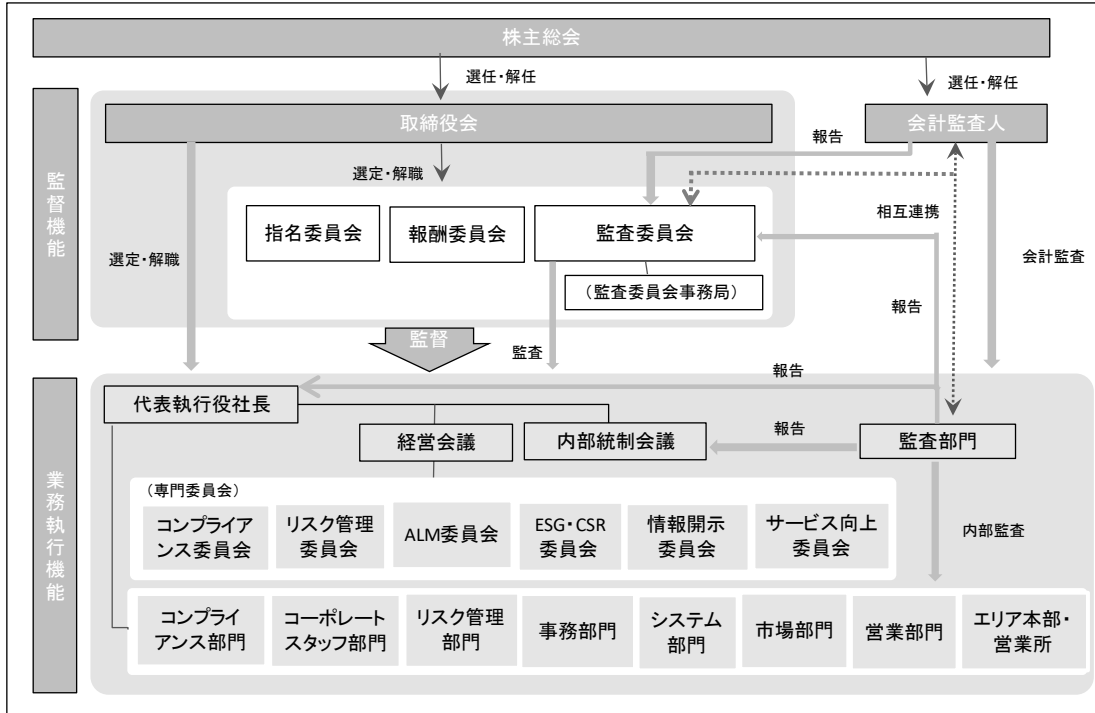 株主総会
選任・解任
選任・解任
監督機能
取締役会
会計監査人
報告
選定・解職
相互連携
指名委員会
報酬委員会
監査委員会
選定・解職
会計監査
（監査委員会事務局）
報告
監督
監査
業務執行機能
報告
代表執行役社長
経営会議
内部統制会議
報告
監査部門
（専門委員会）
コンプライア
ンス委員会
リスク管理
委員会
ALM委員会
ESG・CSR
委員会
情報開示
委員会
サービス向上
委員会
内部監査
コンプライ
アンス部門
コーポレート
スタッフ部門
リスク管理
部門
事務部門
システム
部門
市場部門
営業部門
エリア本部・
営業所